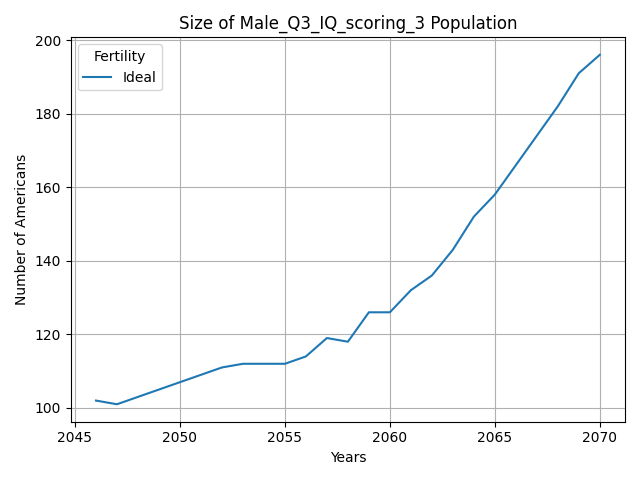 Size of Male_Q3_IQ_scoring_3 Population
Fertility
Ideal
Number of Americans
200
180
160
140
120
100
2045
2050
2055
2060
2065
2070
Years